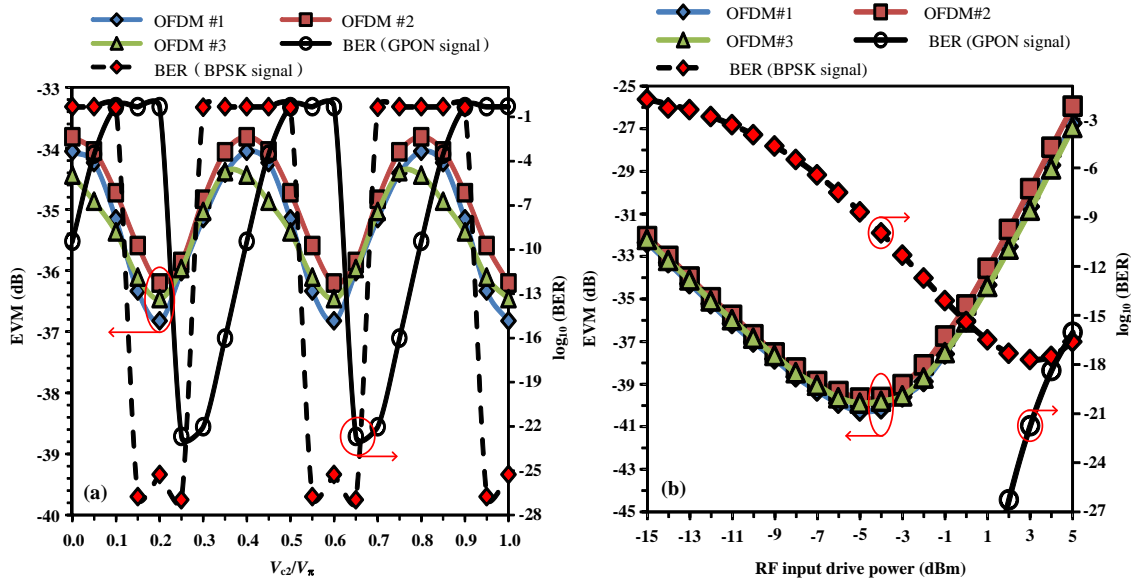 OFDM #1
OFDM #2
OFDM #3
BER (GPON signal)
BER (BPSK signal)
-33
-34
-35
-36
-37
-38
-39
-40
EVM (dB)
-1
-4
-7
-10
-13
-16
-19
-22
-25
-28
log10 (BER)
(a)
0.0 0.1 0.2 0.3 0.4 0.5 0.6 0.7 0.8 0.9 1.0
Vc2/Vπ
OFDM#1
OFDM#2
OFDM#3
BER (GPON signal)
BER (BPSK signal)
-25
-27
-29
-31
-33
-35
-37
-39
-41
-43
-45
EVM (dB)
-3
-6
-9
-12
-15
-18
-21
-24
-27
log10 (BER)
(b)
-15 -13 -11 -9 -7 -5 -3 -1 1 3 5
RF input drive power (dBm)